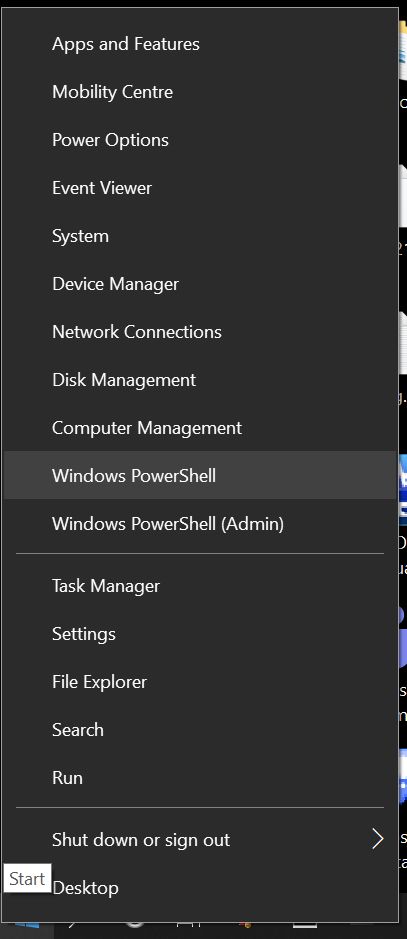 Apps and Features
Mobility Centre
Power Options
Event Viewer
System
Device Manager
Network Connections
Disk Management
Computer Management
Windows PowerShell
Windows PowerShell (Admin)
Task Manager
Settings
File Explorer
Search
Run
Shut down or sign out
Start
Desktop